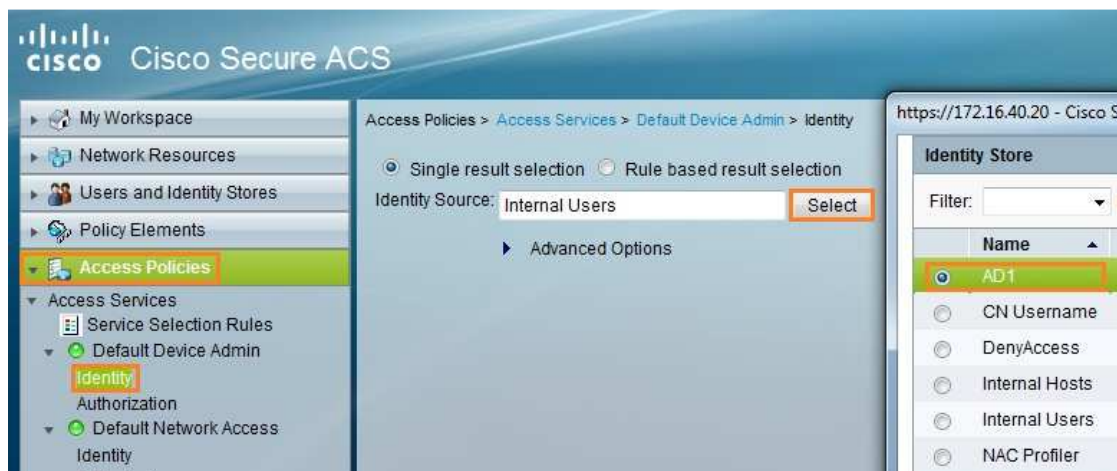 CISCO Cisco Secure ACS
My Workspace
Network Resources
Users and Identity Stores
Policy Elements
Access Policies
Access Services
Service Selection Rules
Default Device Admin
Identity
Authorization
Default Network Access
Identity
Access Policies > Access Services > Default Device Admin > Identity
Single result selection Rule based result selection
Identity Source: Internal Users Select
Advanced Options
https://172.16.40.20 - Cisco S
Identity Store
Filter:
Name
AD1
CN Username
DenyAccess
Internal Hosts
Internal Users
NAC Profiler